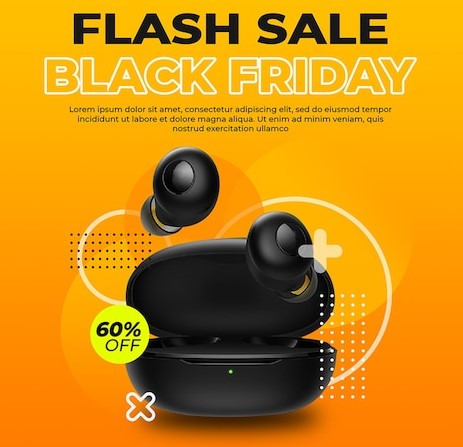 FLASH SALE
BLACK FRIDAY
Lorem ipsum dolor sit amet, consectetur adipiscing elit, sed do eiusmod tempor
incididunt ut labore et dolore magna aliqua. Ut enim ad minim veniam, quis
nostrud exercitation ullamco
60%
OFF